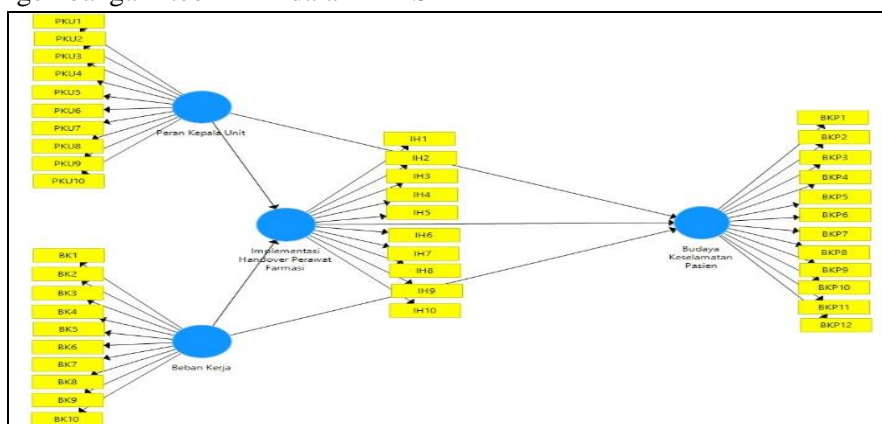 PKU1
PKU2
PKU3
PKU4
PKU5
PKU6
PKU7
PKU8
PKU9
PKU10
Peran Kepala Unit
IH1
IH2
IH3
IH4
IH5
IH6
IH7
IH8
IH9
IH10
Implementasi
Handover Perawat
Farmasi
BK1
BK2
BK3
BK4
BK5
BK6
BK7
BK8
BK9
BK10
Beban Kerja
BKP1
BKP2
BKP3
BKP4
BKP5
BKP6
BKP7
BKP8
BKP9
BKP10
BKP11
BKP12
Budaya
Keselamatan
Pasien